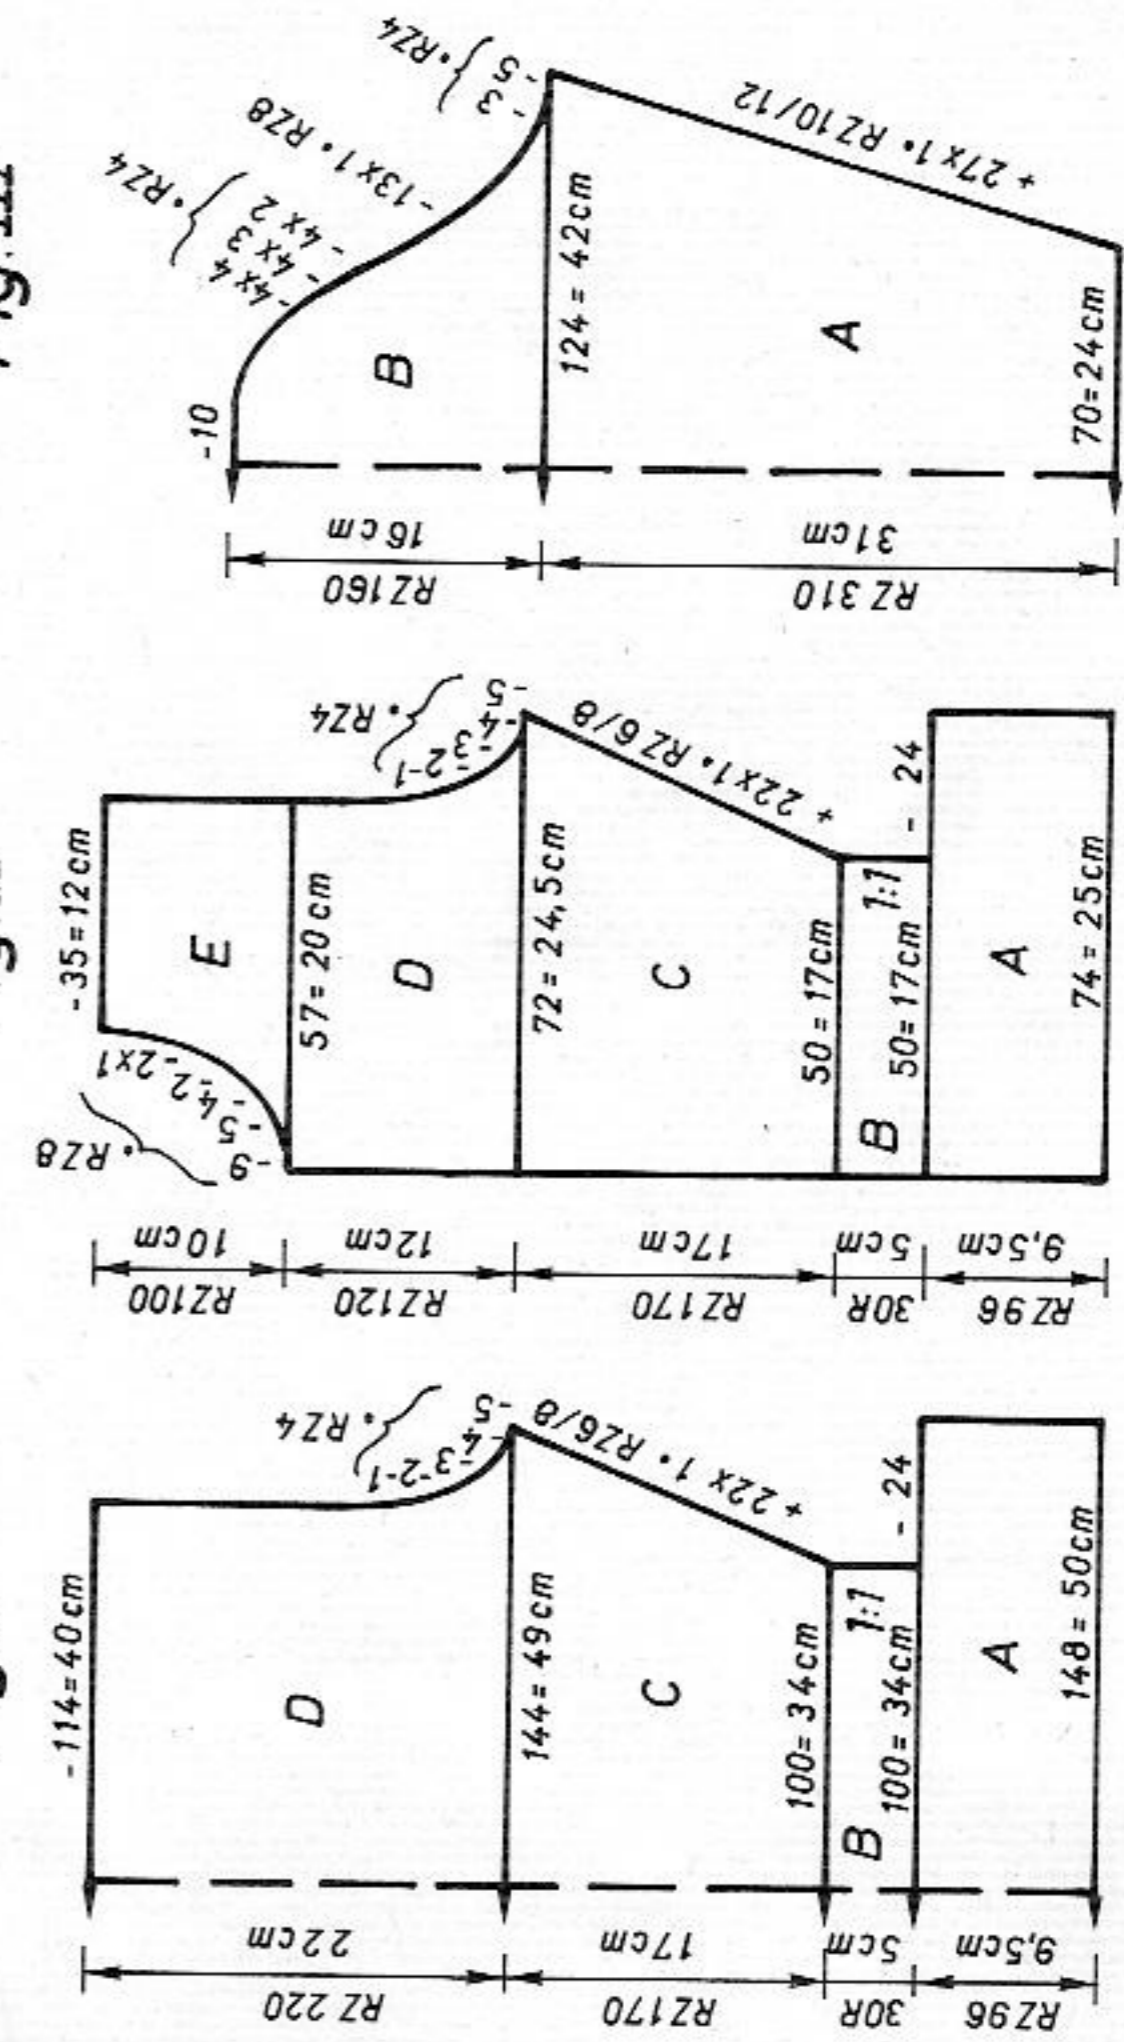 Fig. III
-10
-4x4
-4x3
-4x2
• RZ4
-13x1 • RZ8
-3
-5
• RZ4
B
RZ160
16cm
124 = 42cm
A
+ 27x1 • RZ10/12
RZ 310
31cm
70=24cm
-35=12cm
-2x1
-2
-4
-5
-9
• RZ8
E
RZ100
10cm
57=20cm
D
RZ120
12cm
-1
-2
-3
-4
-5
• RZ4
72=24,5cm
C
+ 22x1 • RZ6/8
RZ170
17cm
50=17cm
B
1:1
30R
5cm
50=17cm
- 24
A
RZ96
9,5cm
74=25cm
-114=40cm
D
RZ 220
22cm
-1
-2
-3
-4
-5
• RZ4
144=49cm
C
+ 22x1 • RZ6/8
RZ170
17cm
100=34cm
B
1:1
30R
5cm
100=34cm
- 24
A
RZ96
9,5cm
148=50cm